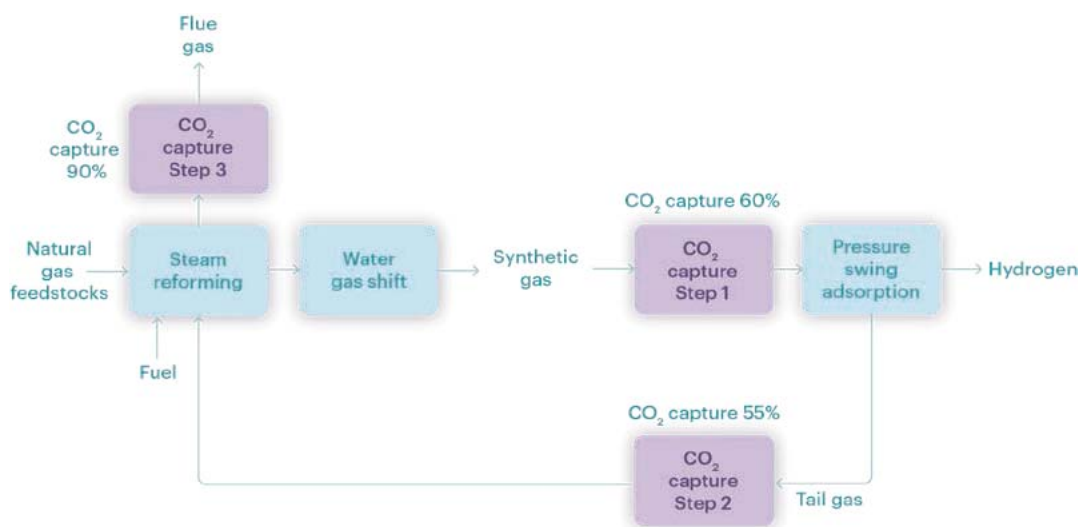 Flue
gas
CO₂
capture
90%
CO₂
capture
Step 3
Natural
gas
feedstocks
Steam
reforming
Water
gas shift
Synthetic
gas
CO₂ capture 60%
CO₂
capture
Step 1
Pressure
swing
adsorption
Hydrogen
Fuel
CO₂ capture 55%
CO₂
capture
Step 2
Tail gas